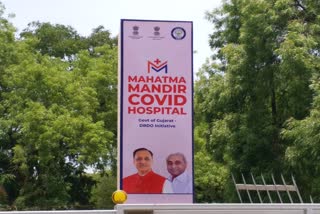 MAHATMA
MANDIR
COVID
HOSPITAL
Govt of Gujarat -
DRDO Initiative